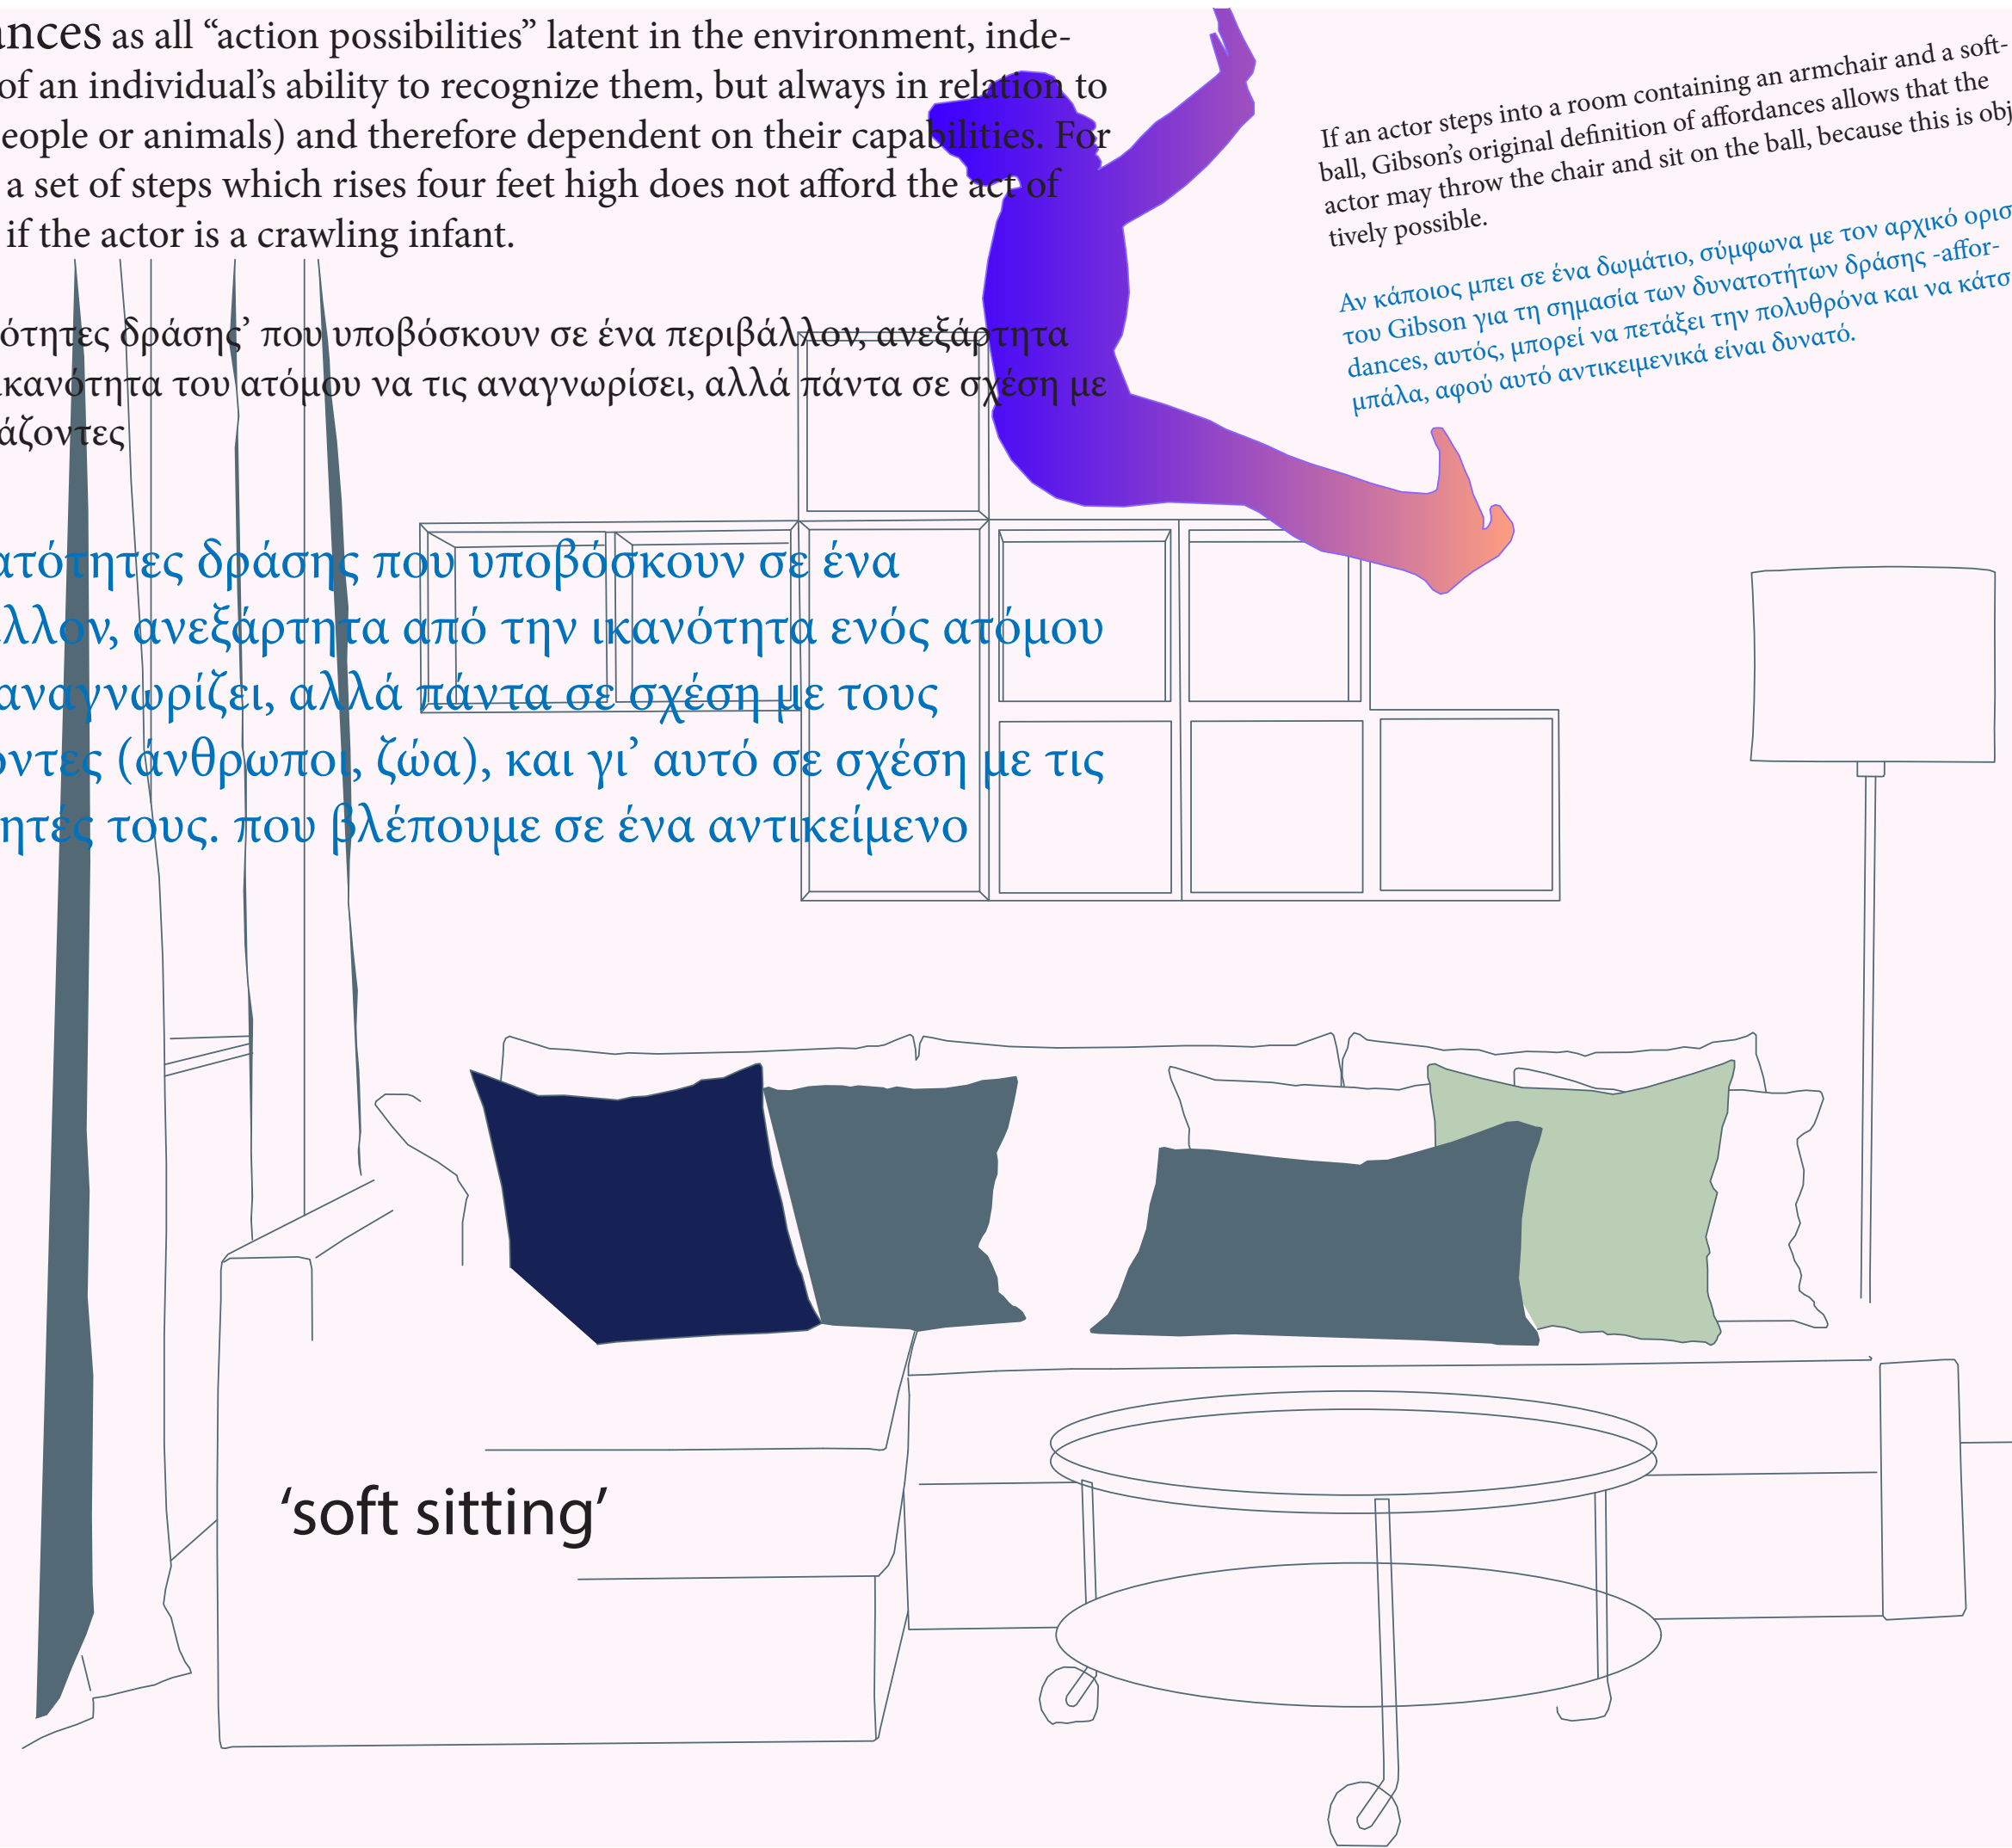 ances as all “action possibilities” latent in the environment, inde-
of an individual’s ability to recognize them, but always in relation to
eople or animals) and therefore dependent on their capabilities. For
a set of steps which rises four feet high does not afford the act of
if the actor is a crawling infant.
ότητες δράσης’ που υποβόσκουν σε ένα περιβάλλον, ανεξάρτητα
ικανότητα του ατόμου να τις αναγνωρίσει, αλλά πάντα σε σχέση με
άζοντες
ατότητες δράσης που υποβόσκουν σε ένα
λλον, ανεξάρτητα από την ικανότητα ενός ατόμου
αναγνωρίζει, αλλά πάντα σε σχέση με τους
οντες (άνθρωποι, ζώα), και γι’ αυτό σε σχέση με τις
ητές τους. που βλέπουμε σε ένα αντικείμενο
If an actor steps into a room containing an armchair and a soft-
ball, Gibson’s original definition of affordances allows that the
actor may throw the chair and sit on the ball, because this is obj
tively possible.
Αν κάποιος μπει σε ένα δωμάτιο, σύμφωνα με τον αρχικό ορισ
του Gibson για τη σημασία των δυνατοτήτων δράσης -affor-
dances, αυτός, μπορεί να πετάξει την πολυθρόνα και να κάτσ
μπάλα, αφού αυτό αντικειμενικά είναι δυνατό.
‘soft sitting’